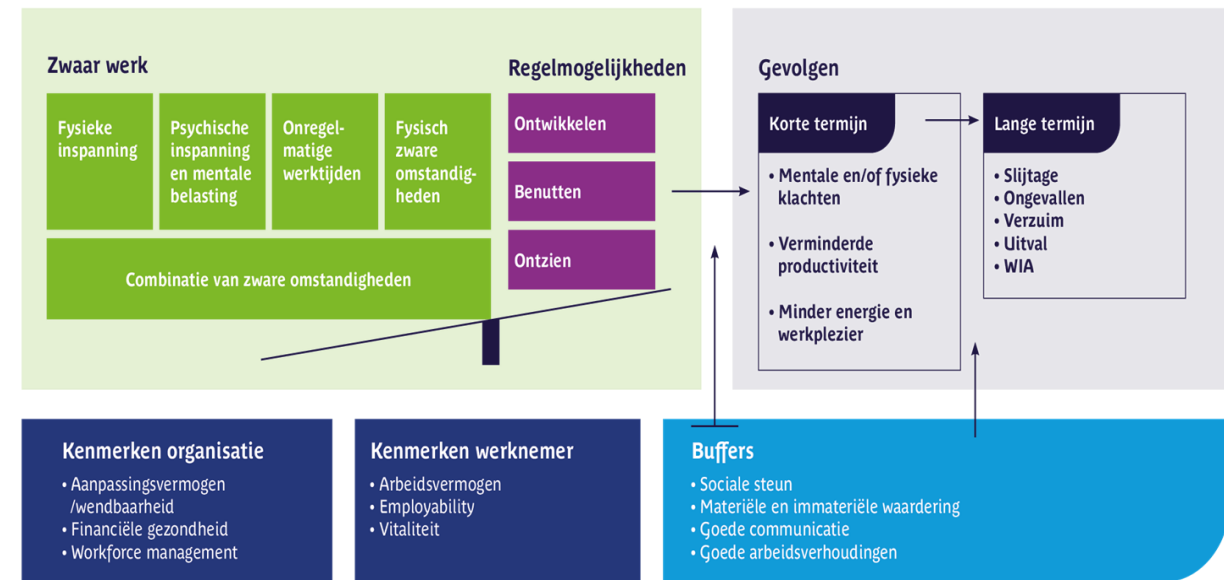 Zwaar werk
Fysieke
inspanning
Psychische
inspanning
en mentale
belasting
Onregel-
matige
werktijden
Fysisch
zware
omstandig-
heden
Combinatie van zware omstandigheden
Regelmogelijkheden
Ontwikkelen
Benutten
Ontzien
Gevolgen
Korte termijn
• Mentale en/of fysieke
klachten
• Verminderde
productiviteit
• Minder energie en
werkplezier
Lange termijn
• Slijtage
• Ongevallen
• Verzuim
• Uitval
• WIA
Kenmerken organisatie
• Aanpassingsvermogen
/wendbaarheid
• Financiële gezondheid
• Workforce management
Kenmerken werknemer
• Arbeidsvermogen
• Employability
• Vitaliteit
Buffers
• Sociale steun
• Materiële en immateriële waardering
• Goede communicatie
• Goede arbeidsverhoudingen